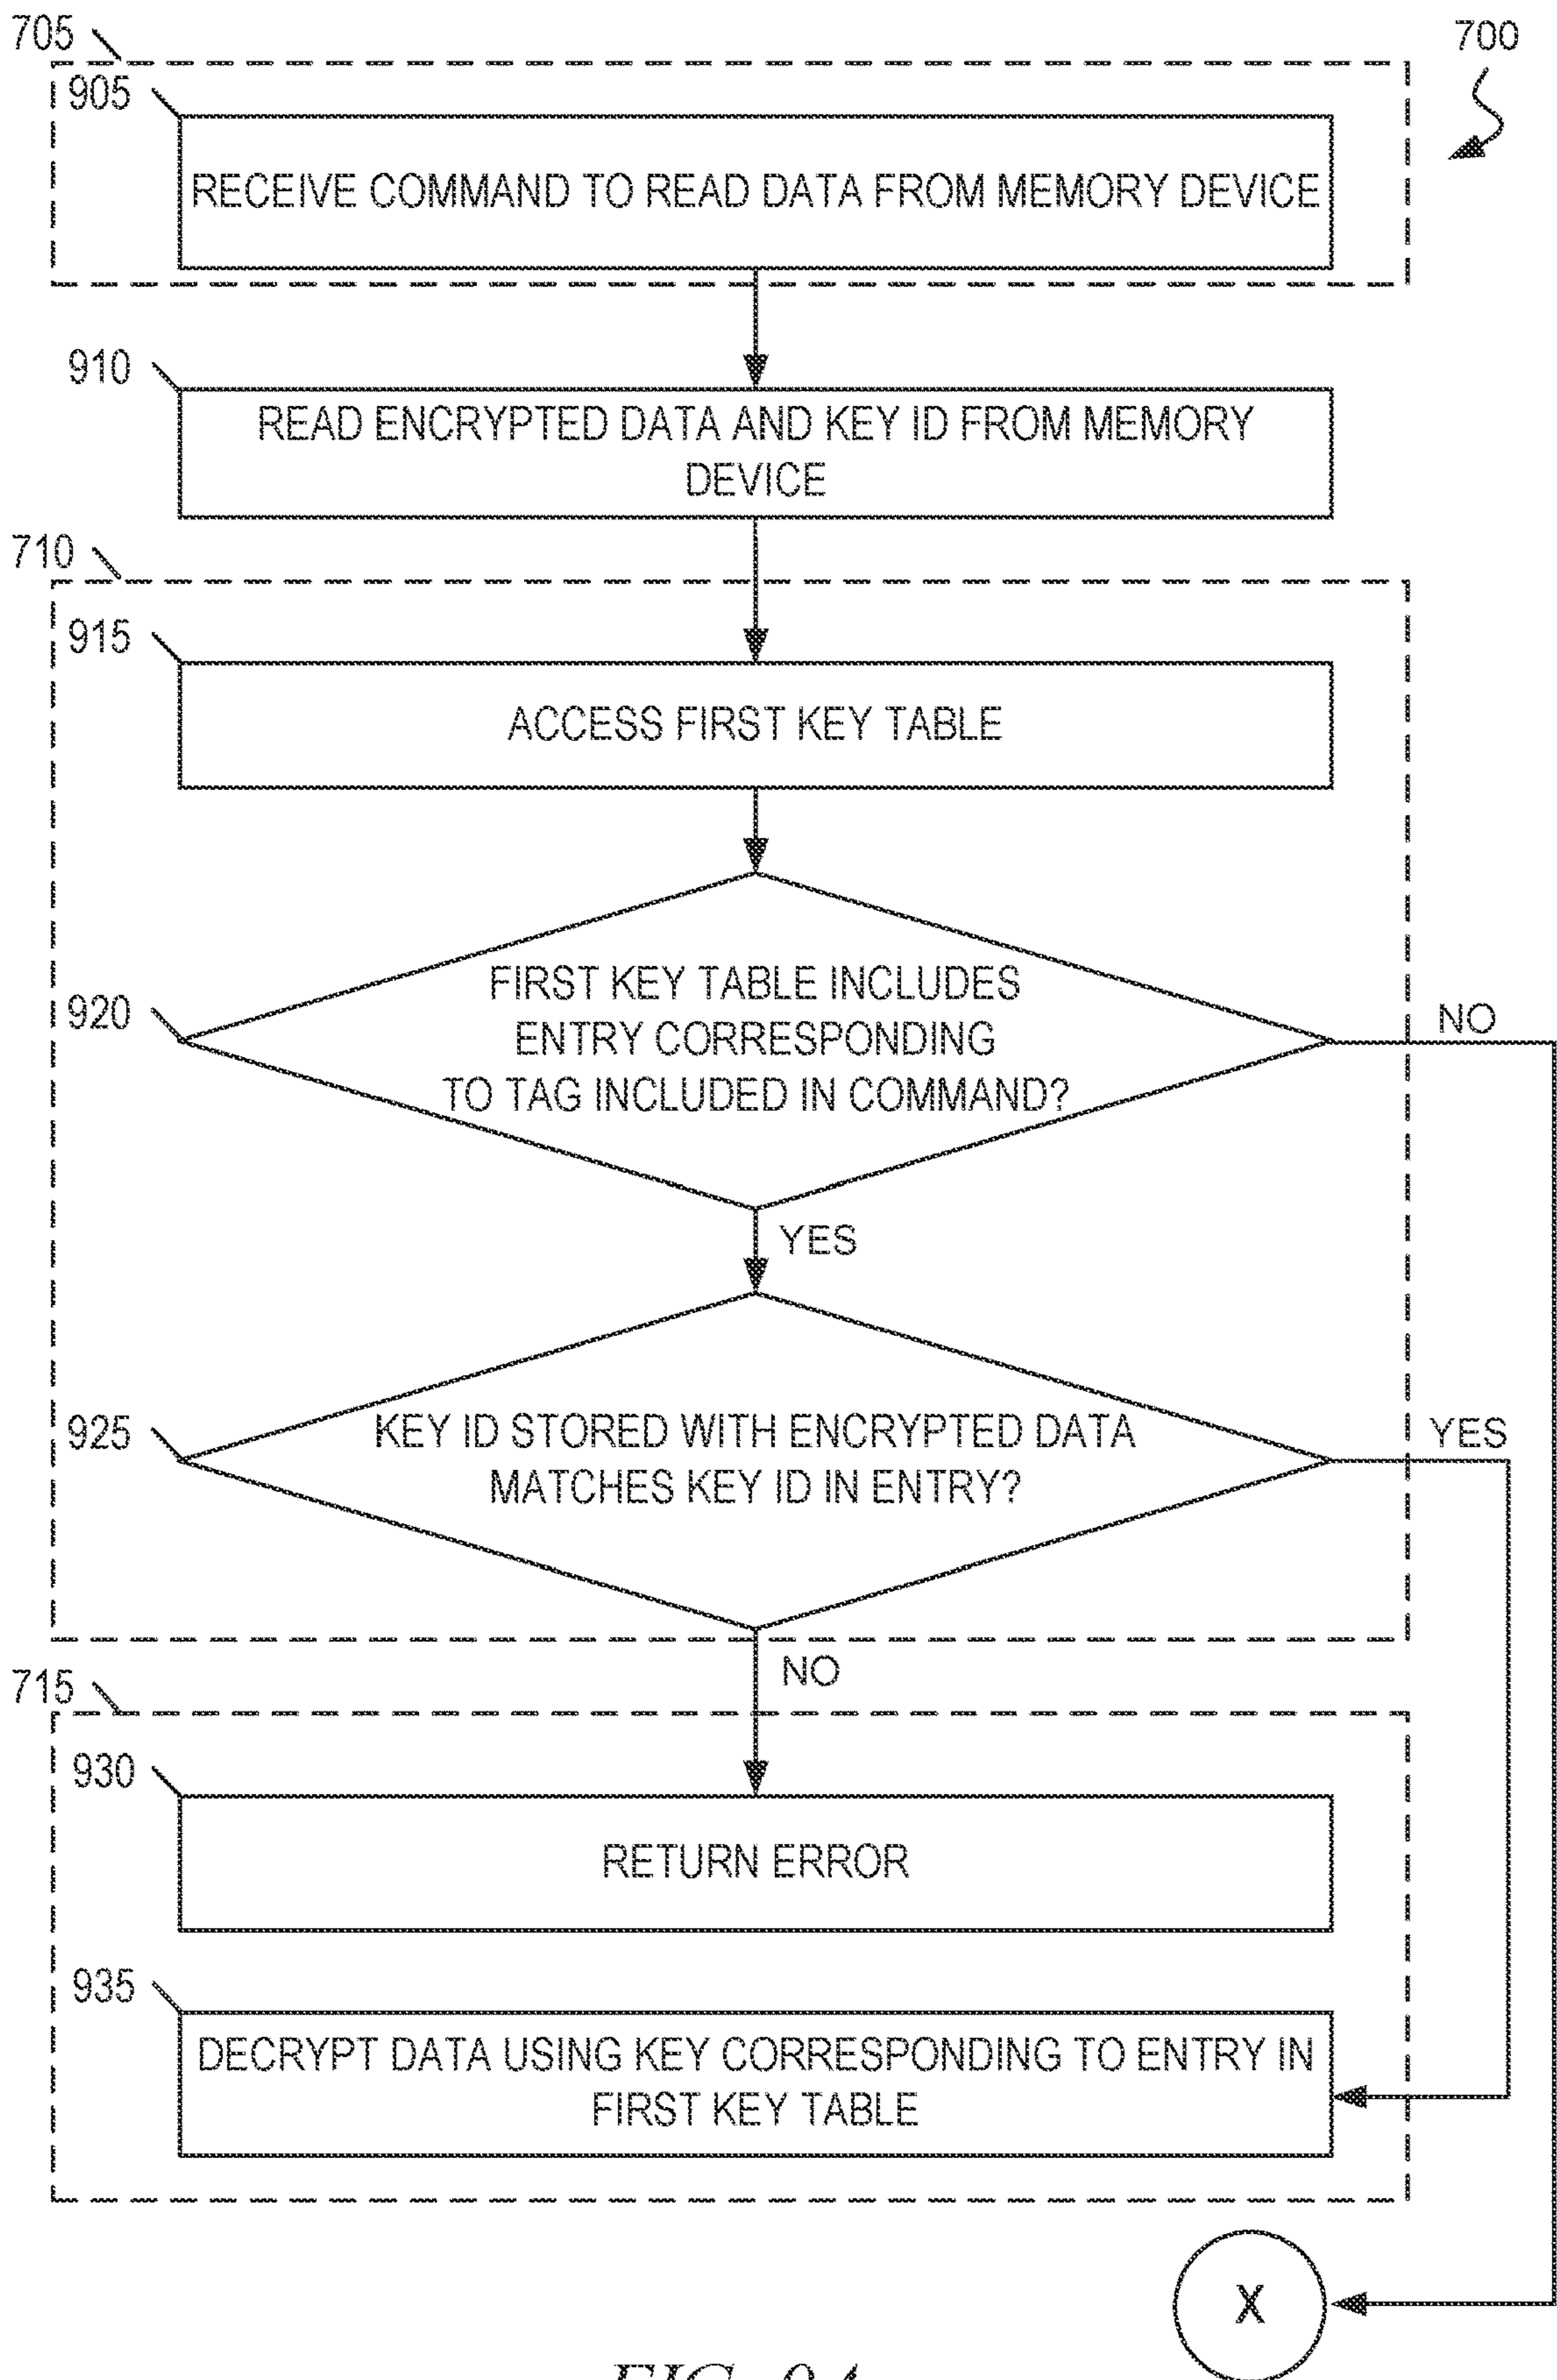 705
700
905
RECEIVE COMMAND TO READ DATA FROM MEMORY DEVICE
910
READ ENCRYPTED DATA AND KEY ID FROM MEMORY
DEVICE
710
915
ACCESS FIRST KEY TABLE
920
FIRST KEY TABLE INCLUDES
ENTRY CORRESPONDING
TO TAG INCLUDED IN COMMAND?
NO
YES
925
KEY ID STORED WITH ENCRYPTED DATA
MATCHES KEY ID IN ENTRY?
YES
NO
715
930
RETURN ERROR
935
DECRYPT DATA USING KEY CORRESPONDING TO ENTRY IN
FIRST KEY TABLE
X
FIG. 9A